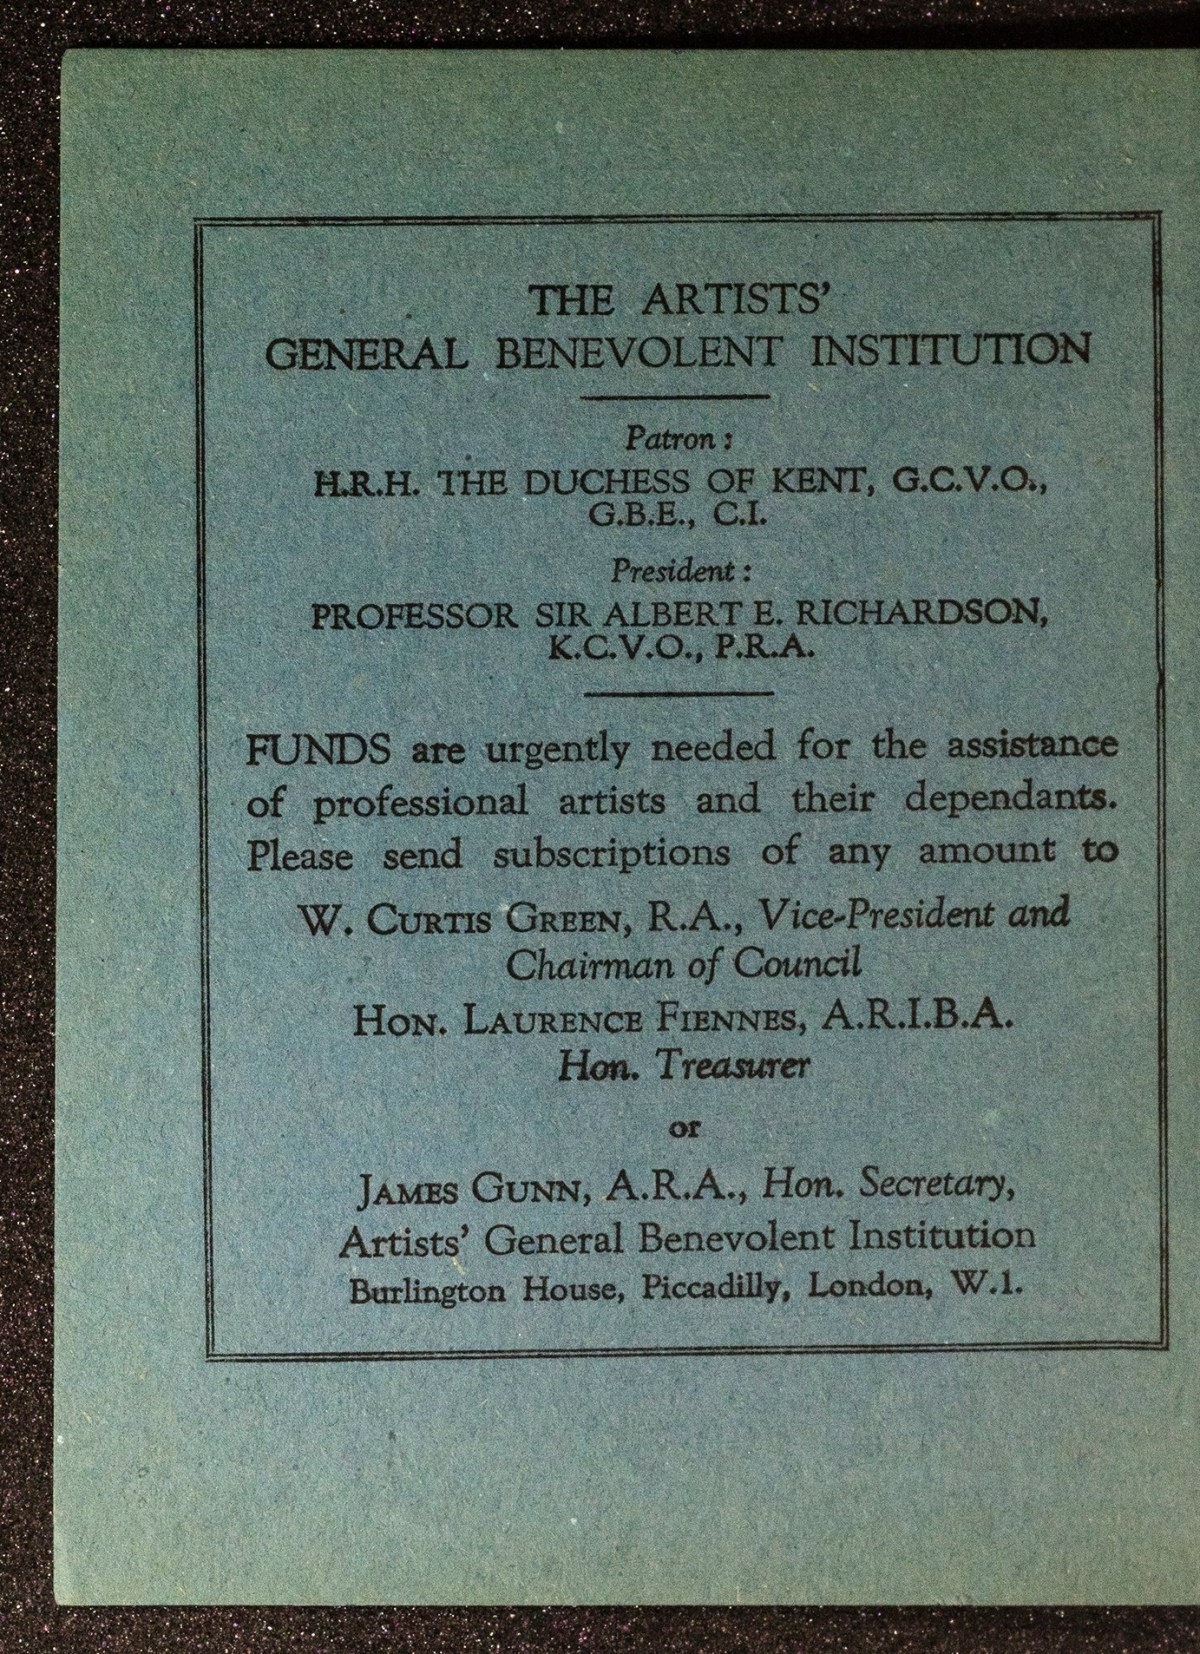 THE ARTISTS'
GENERAL BENEVOLENT INSTITUTION
Patron :
H.R.H. THE DUCHESS OF KENT, G.C.V.O.,
G.B.E., C.I.
President :
PROFESSOR SIR ALBERT E. RICHARDSON,
K.C.V.O., P.R.A.
FUNDS are urgently needed for the assistance
of professional artists and their dependants.
Please send subscriptions of any amount to
W. CURTIS GREEN, R.A., Vice-President and
Chairman of Council
HON. LAURENCE FIENNES, A.R.I.B.A.
Hon. Treasurer
or
JAMES GUNN, A.R.A., Hon. Secretary,
Artists' General Benevolent Institution
Burlington House, Piccadilly, London, W.1.